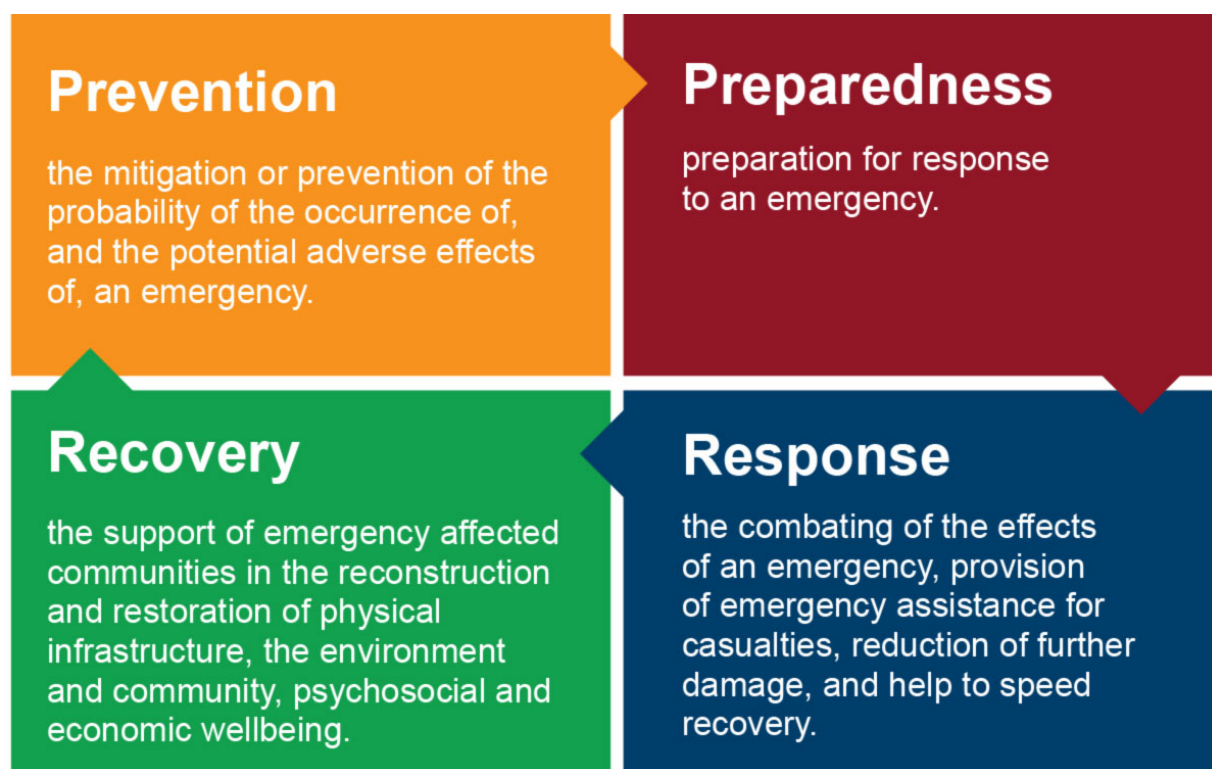 Prevention
the mitigation or prevention of the
probability of the occurrence of,
and the potential adverse effects
of, an emergency.
Preparedness
preparation for response
to an emergency.
Recovery
the support of emergency affected
communities in the reconstruction
and restoration of physical
infrastructure, the environment
and community, psychosocial and
economic wellbeing.
Response
the combating of the effects
of an emergency, provision
of emergency assistance for
casualties, reduction of further
damage, and help to speed
recovery.